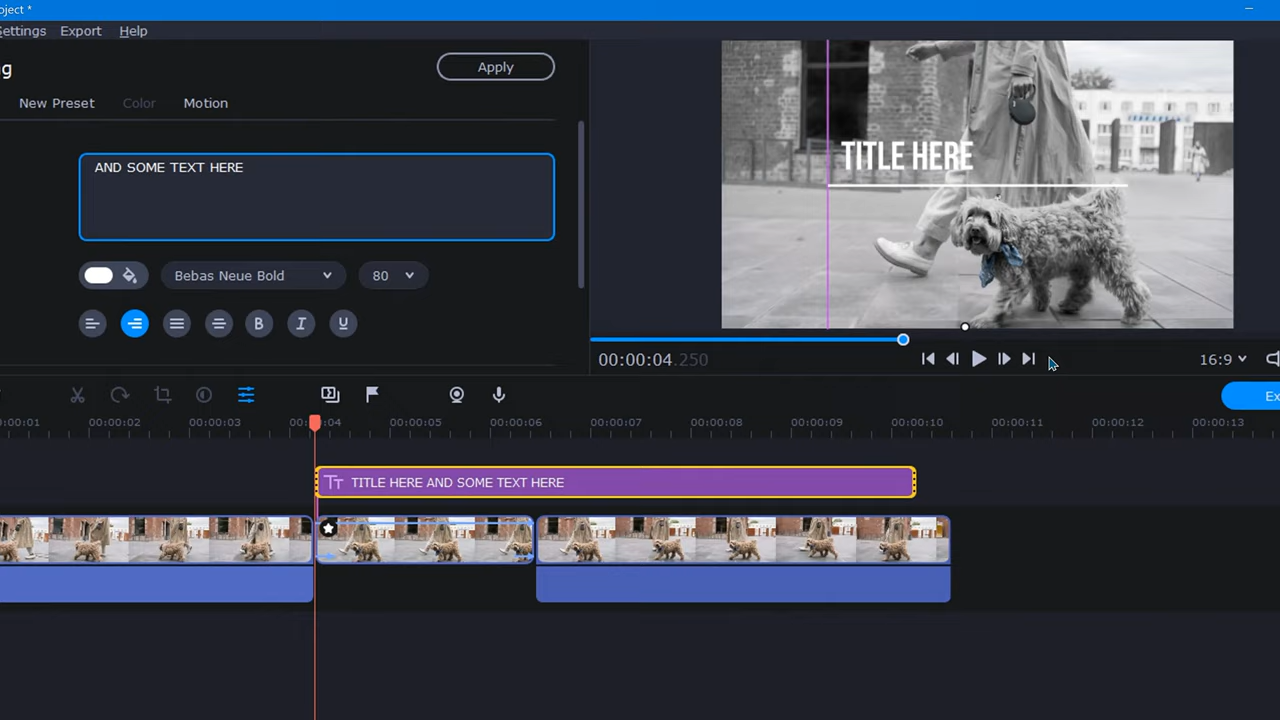 oject *
Settings Export Help
g
Apply
New Preset Color Motion
AND SOME TEXT HERE
Bebas Neue Bold 80
B I U
TITLE HERE
00:00:04.250
16:9
Ex
00:00:01 00:00:02 00:00:03 00:00:04 00:00:05 00:00:06 00:00:07 00:00:08 00:00:09 00:00:10 00:00:11 00:00:12 00:00:13
TT TITLE HERE AND SOME TEXT HERE